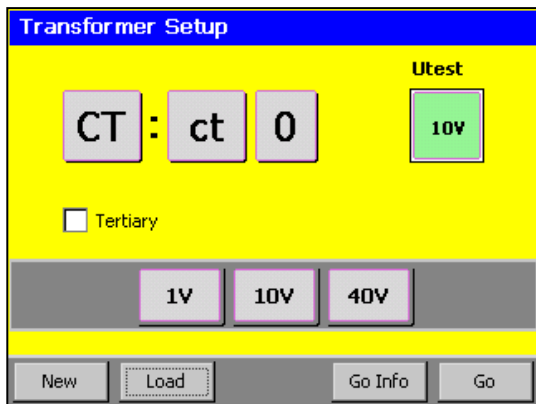 Transformer Setup
Utest
CT : ct 0
10V
Tertiary
1V 10V 40V
New Load Go Info Go